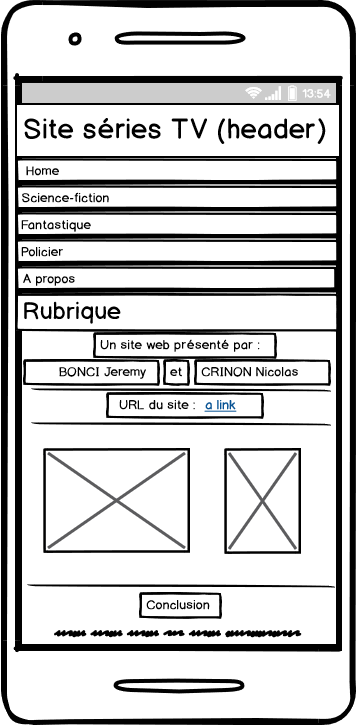 13:54
Site séries TV (header)
Home
Science-fiction
Fantastique
Policier
A propos
Rubrique
Un site web présenté par :
BONCI Jeremy et CRINON Nicolas
URL du site : a link
Conclusion